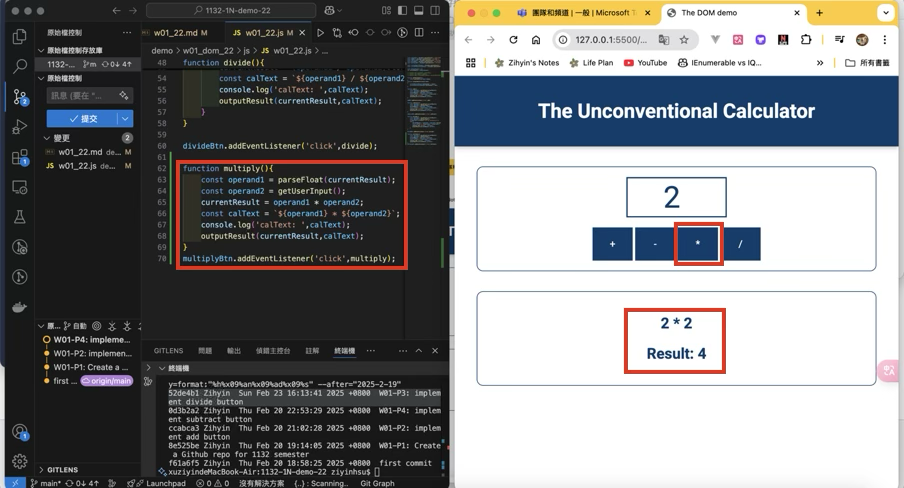 1132-1N-demo-22
原始檔控制
原始檔控制存放庫
1132-... main 0↓ 4↑
原始檔控制
訊息 (要在 "...
提交
變更 2
w01_22.md de... M
w01_22.js de... M
原... 自動
W01-P4: impleme...
W01-P2: implemen...
W01-P1: Create a ...
first ... origin/main
GITLENS
w01_22.md M
JS w01_22.js M
demo > w01_dom_22 > js > JS w01_22.js > ...
48 function divide(){
54 const calText = `${operand1} / ${operand2
55 console.log('calText: ',calText);
56 outputResult(currentResult,calText);
57 }
58 }
59
60 divideBtn.addEventListener('click',divide);
61
62 function multiply(){
63 const operand1 = parseFloat(currentResult);
64 const operand2 = getUserInput();
65 currentResult = operand1 * operand2;
66 const calText = `${operand1} * ${operand2}`;
67 console.log('calText: ',calText);
68 outputResult(currentResult,calText);
69 }
70 multiplyBtn.addEventListener('click',multiply);
GITLENS 問題 輸出 偵錯主控台 註解 終端機 ...
終端機
y=format:"%h%x09%an%x09%ad%x09%s" --after="2025-2-19"
52de4b1 Zihyin Sun Feb 23 16:13:41 2025 +0800 W01-P3: implem
ent divide button
0d3b2a2 Zihyin Thu Feb 20 22:53:29 2025 +0800 W01-P4: implem
ent subtract button
ccabca3 Zihyin Thu Feb 20 21:02:28 2025 +0800 W01-P2: implem
ent add button
8e525be Zihyin Thu Feb 20 19:14:05 2025 +0800 W01-P1: Create
a Github repo for 1132 semester
f61a6f5 Zihyin Thu Feb 20 18:58:25 2025 +0800 first commit
xuziyindeMacBook-Air:1132-1N-demo-22 ziyinhsu$
main* 0↓ 4↑ Launchpad 0 0 沒有解決方案 {..} : Scanning.. Git Graph
團隊和頻道 | 一般 | Microsoft T
The DOM demo
127.0.0.1:5500/...
Zihyin's Notes
Life Plan
YouTube
IEnumerable vs IQ...
所有書籤
The Unconventional Calculator
2
+ - * /
2 * 2
Result: 4